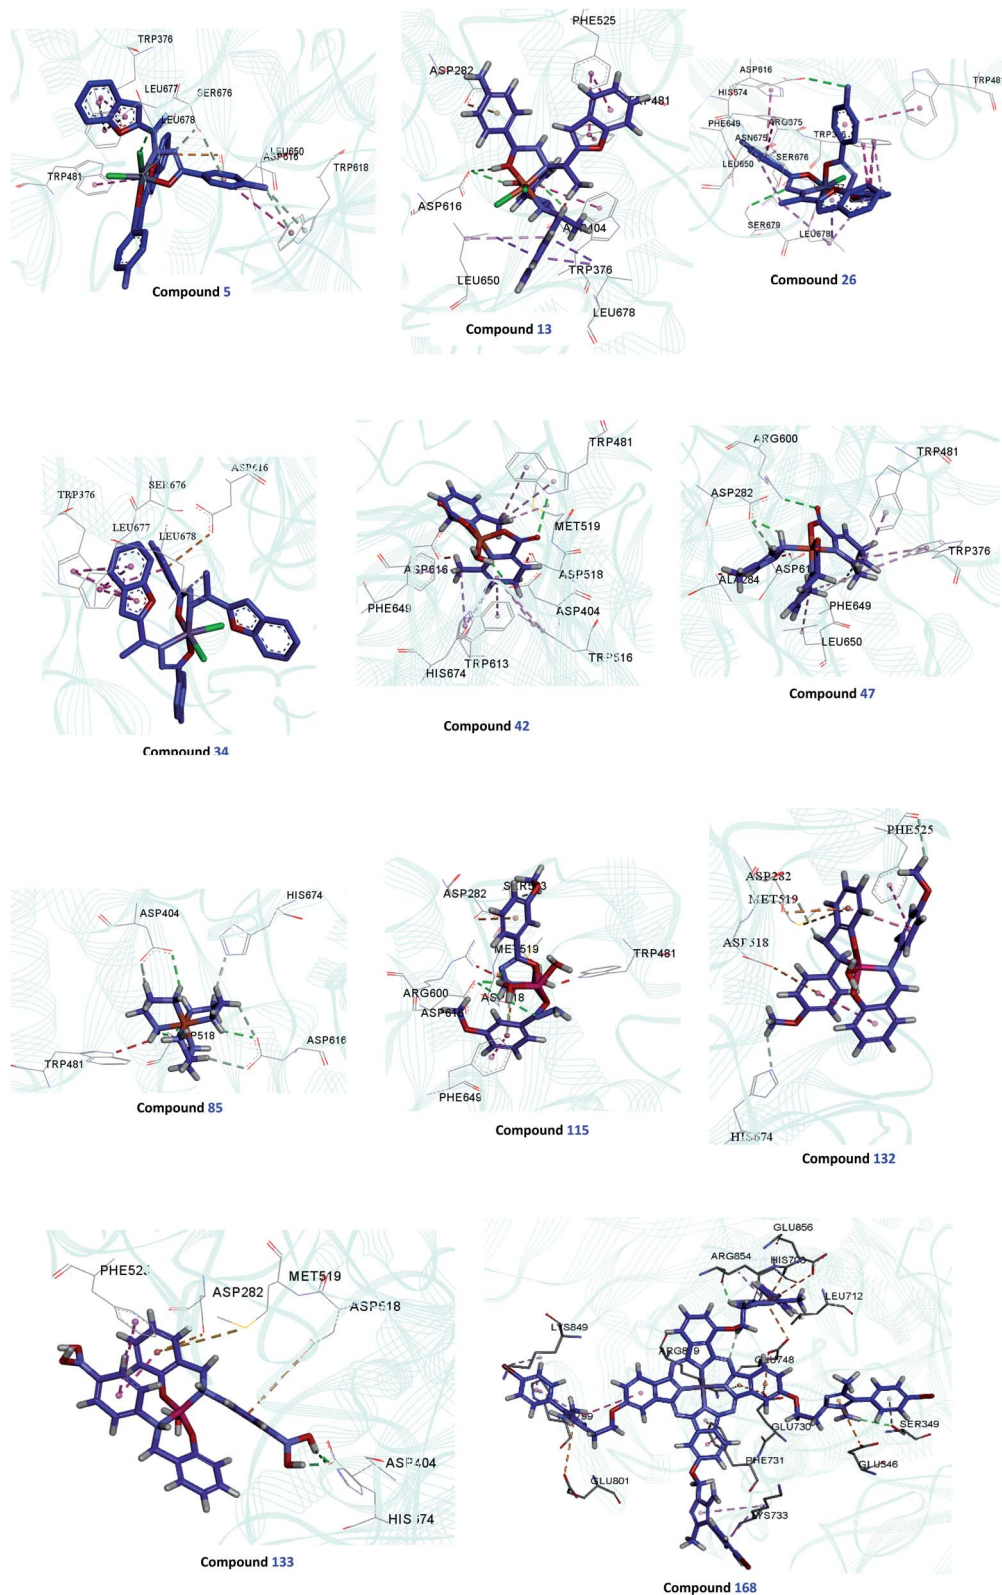 TRP376
LEU677
SER676
LEU678
LEU650
ASP616
TRP618
TRP481
Compound 5
PHE525
ASP282
TRP481
ASP616
LEU650
TRP376
LEU678
Compound 13
ASP616
HIS674
TRP481
PHE649
ARG375
ASN675
LEU650
SER676
SER679
LEU678
Compound 26
ASP616
TRP376
SER676
LEU677
LEU678
Compound 34
TRP481
MET519
ASP616
ASP518
PHE649
ASP404
TRP613
TRP516
HIS674
Compound 42
ARG600
TRP481
ASP282
TRP376
PHE649
LEU650
Compound 47
HIS674
ASP404
ASP616
TRP481
Compound 85
ASP282
MET519
TRP481
ARG600
PHE649
Compound 115
PHE525
ASP282
MET519
HIS674
Compound 132
ASP282
MET519
ASP404
Compound 133
GLU856
ARG854
LEU712
LYS849
GLU730
SER349
PHE731
GLU801
Compound 168